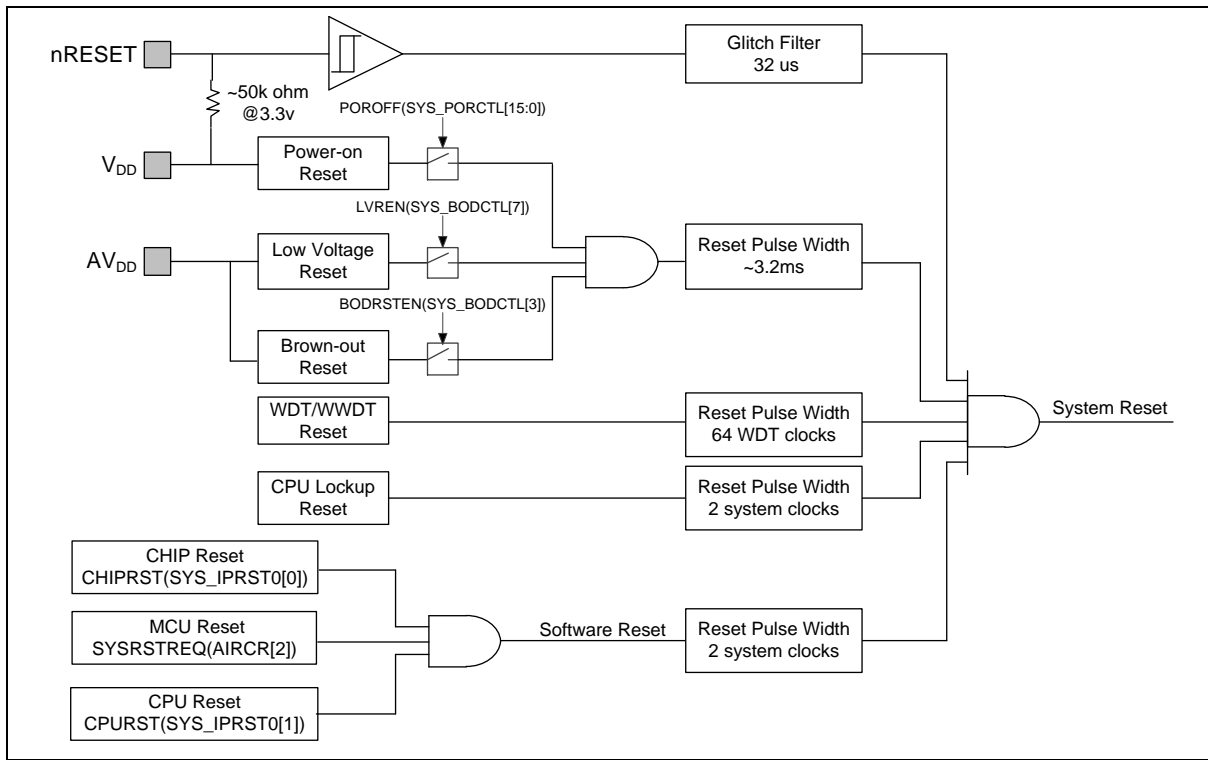 nRESET
~50k ohm
@3.3v
Glitch Filter
32 us
POROFF(SYS_PORCTL[15:0])
VDD
Power-on
Reset
LVREN(SYS_BODCTL[7])
AVDD
Low Voltage
Reset
Reset Pulse Width
~3.2ms
BODRSTEN(SYS_BODCTL[3])
Brown-out
Reset
WDT/WWDT
Reset
Reset Pulse Width
64 WDT clocks
System Reset
CPU Lockup
Reset
Reset Pulse Width
2 system clocks
CHIP Reset
CHIPRST(SYS_IPRST0[0])
MCU Reset
SYSRSTREQ(AIRCR[2])
Software Reset
Reset Pulse Width
2 system clocks
CPU Reset
CPURST(SYS_IPRST0[1])